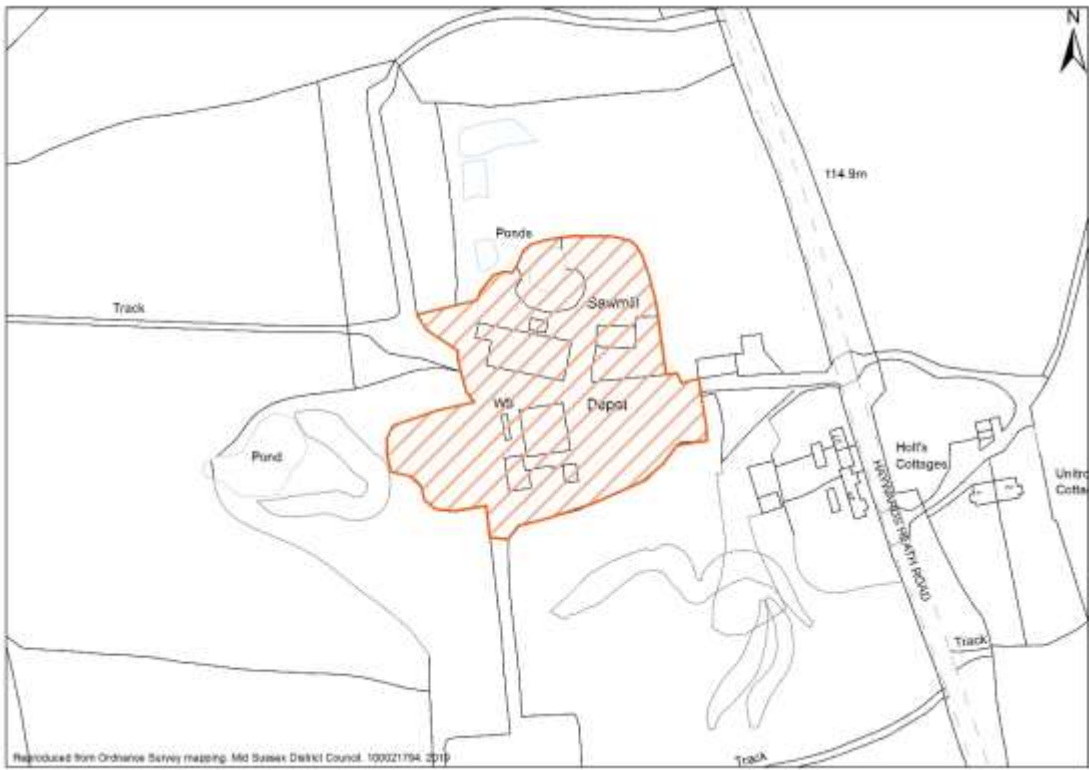 N
114.9m
Ponds
Sawmill
Track
WB
Depot
Pond
Holt's
Cottages
HAYWARDS HEATH ROAD
Track
Track
Reproduced from Ordnance Survey mapping. Mid Sussex District Council. 100021794. 2019